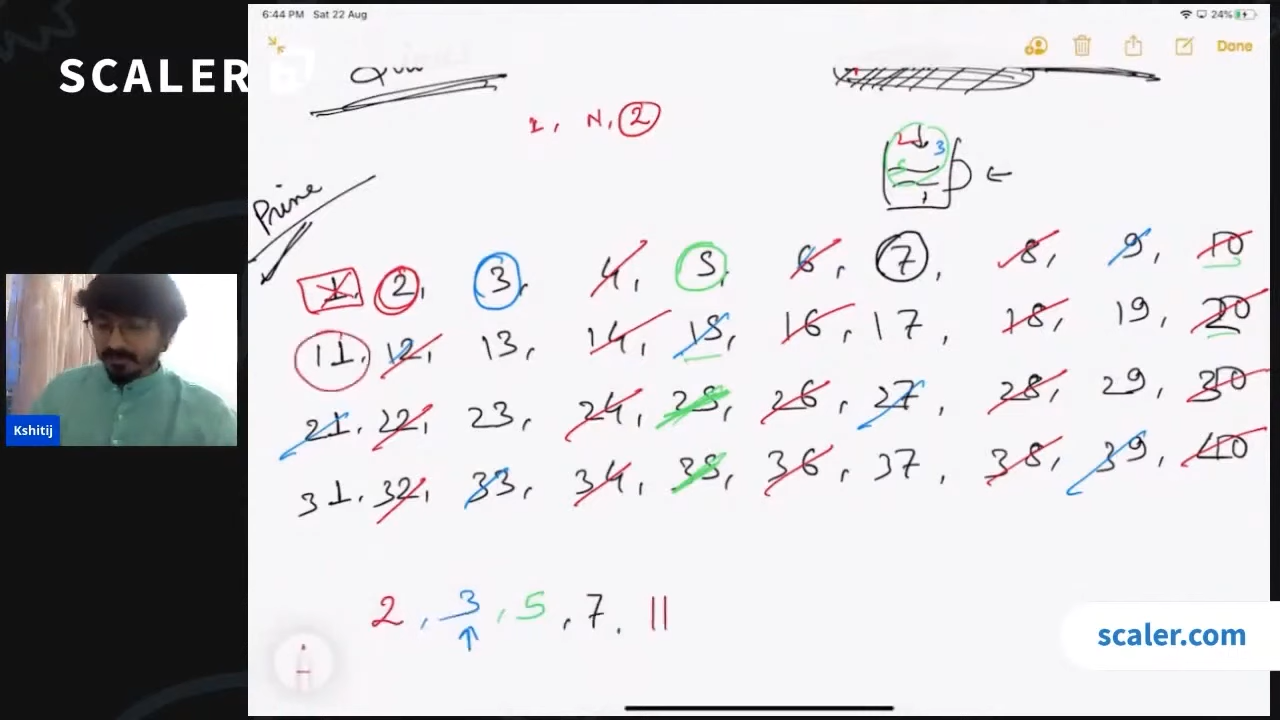 6:44 PM Sat 22 Aug
24%
Done
SCALER
1, N, 2
2 3
Prime
1, 2, 3, 4, 5, 6, 7, 8, 9, 10
11, 12, 13, 14, 15, 16, 17, 18, 19, 20
21, 22, 23, 24, 25, 26, 27, 28, 29, 30
31, 32, 33, 34, 35, 36, 37, 38, 39, 40
Kshitij
2, 3, 5, 7, 11
scaler.com